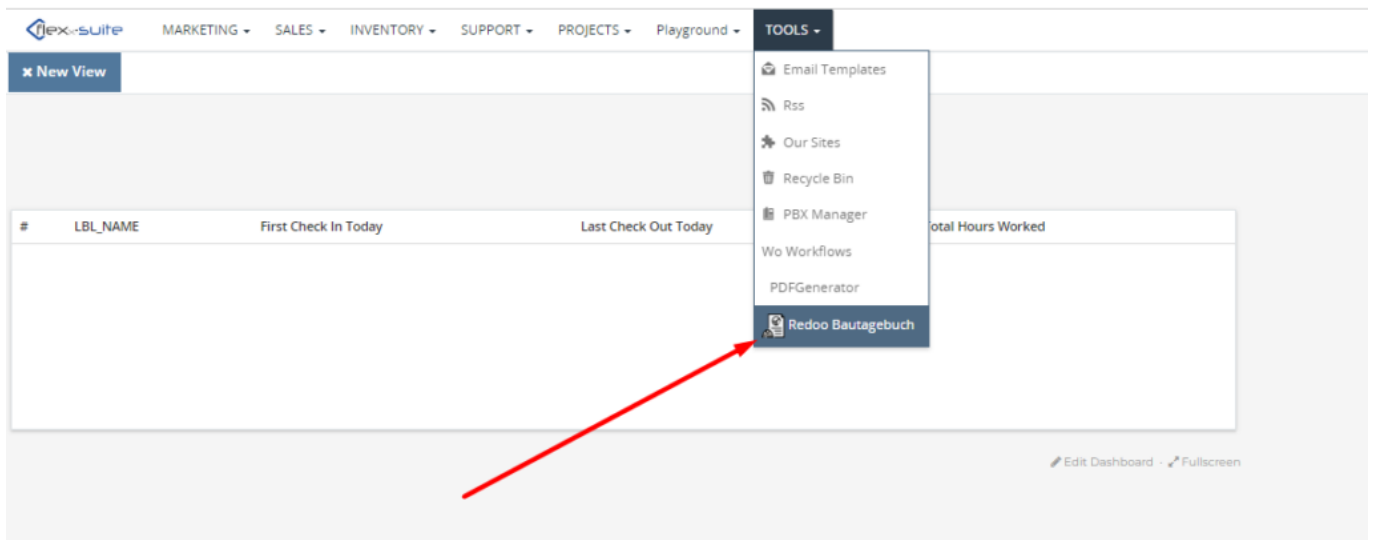 flex-suite MARKETING SALES INVENTORY SUPPORT PROJECTS Playground TOOLS
× New View
Email Templates
Rss
Our Sites
Recycle Bin
PBX Manager
Wo Workflows
PDFGenerator
Redoo Bautagebuch
# LBL_NAME First Check In Today Last Check Out Today otal Hours Worked
Edit Dashboard - Fullscreen